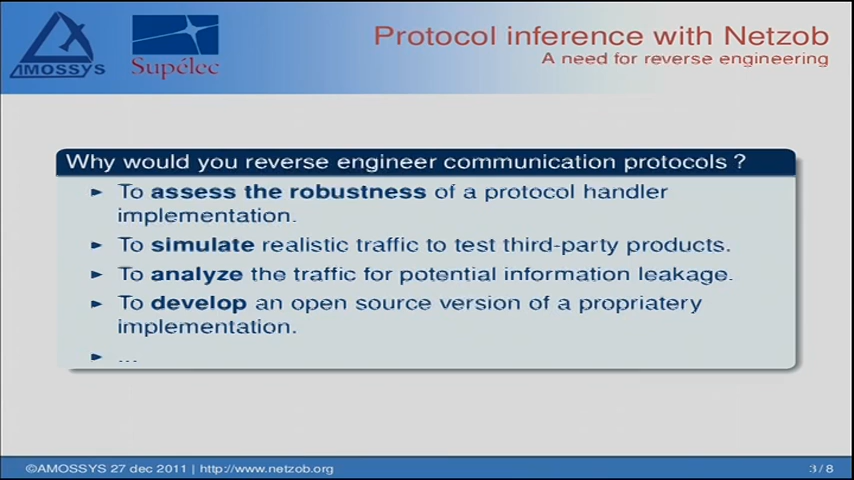 AMOSSYS
Supélec
Protocol inference with Netzob
A need for reverse engineering
Why would you reverse engineer communication protocols ?
► To assess the robustness of a protocol handler
implementation.
► To simulate realistic traffic to test third-party products.
► To analyze the traffic for potential information leakage.
► To develop an open source version of a propriatery
implementation.
► ...
©AMOSSYS 27 dec 2011 | http://www.netzob.org
3 / 8